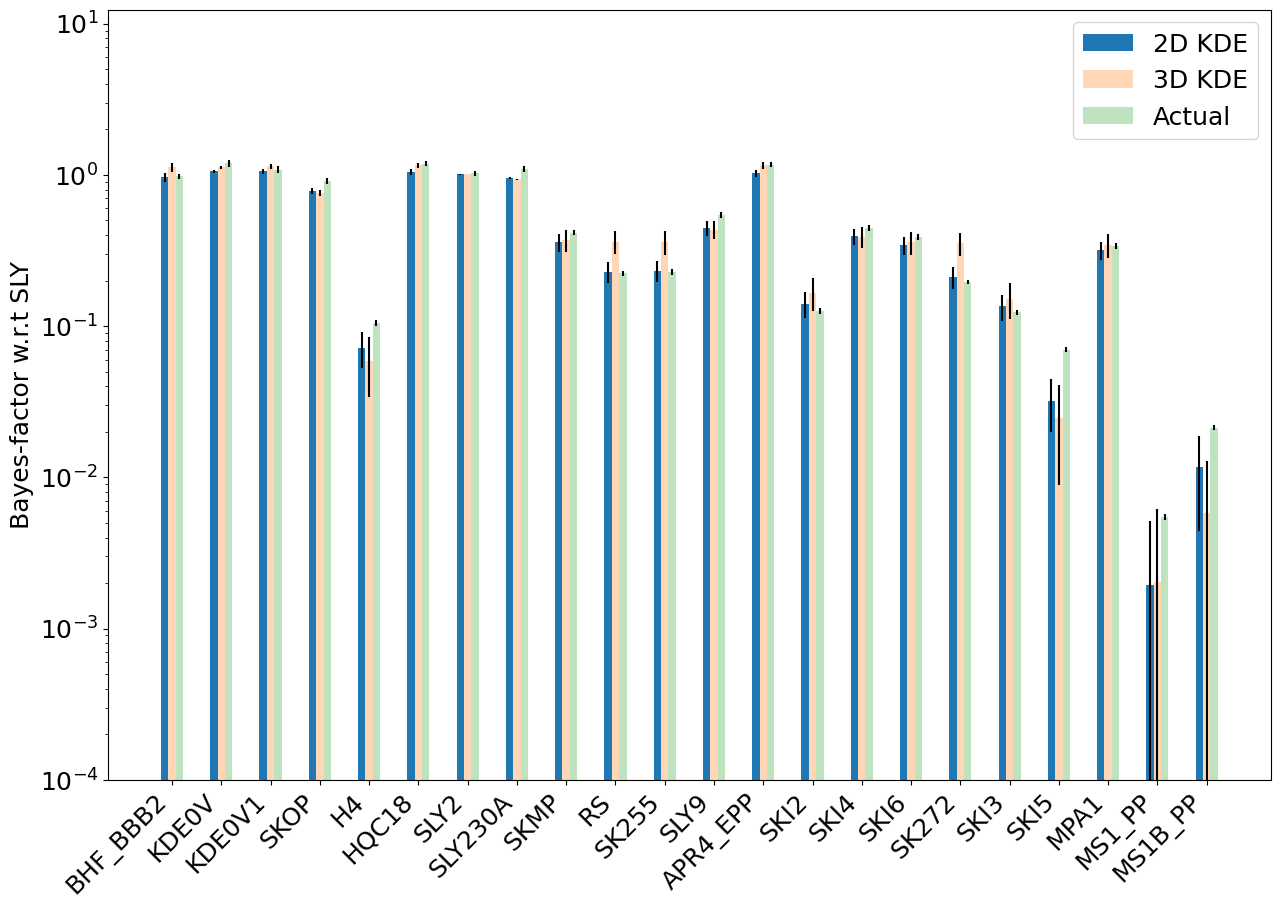 2D KDE
3D KDE
Actual
Bayes-factor w.r.t SLY
10^1
10^0
10^-1
10^-2
10^-3
10^-4
BHF_BBB2
KDE0V
KDE0V1
SKOP
H4
HQC18
SLY2
SLY230A
SKMP
RS
SK255
SLY9
APR4_EPP
SKI2
SKI4
SKI6
SK272
SKI3
SKI5
MPA1
MS1_PP
MS1B_PP